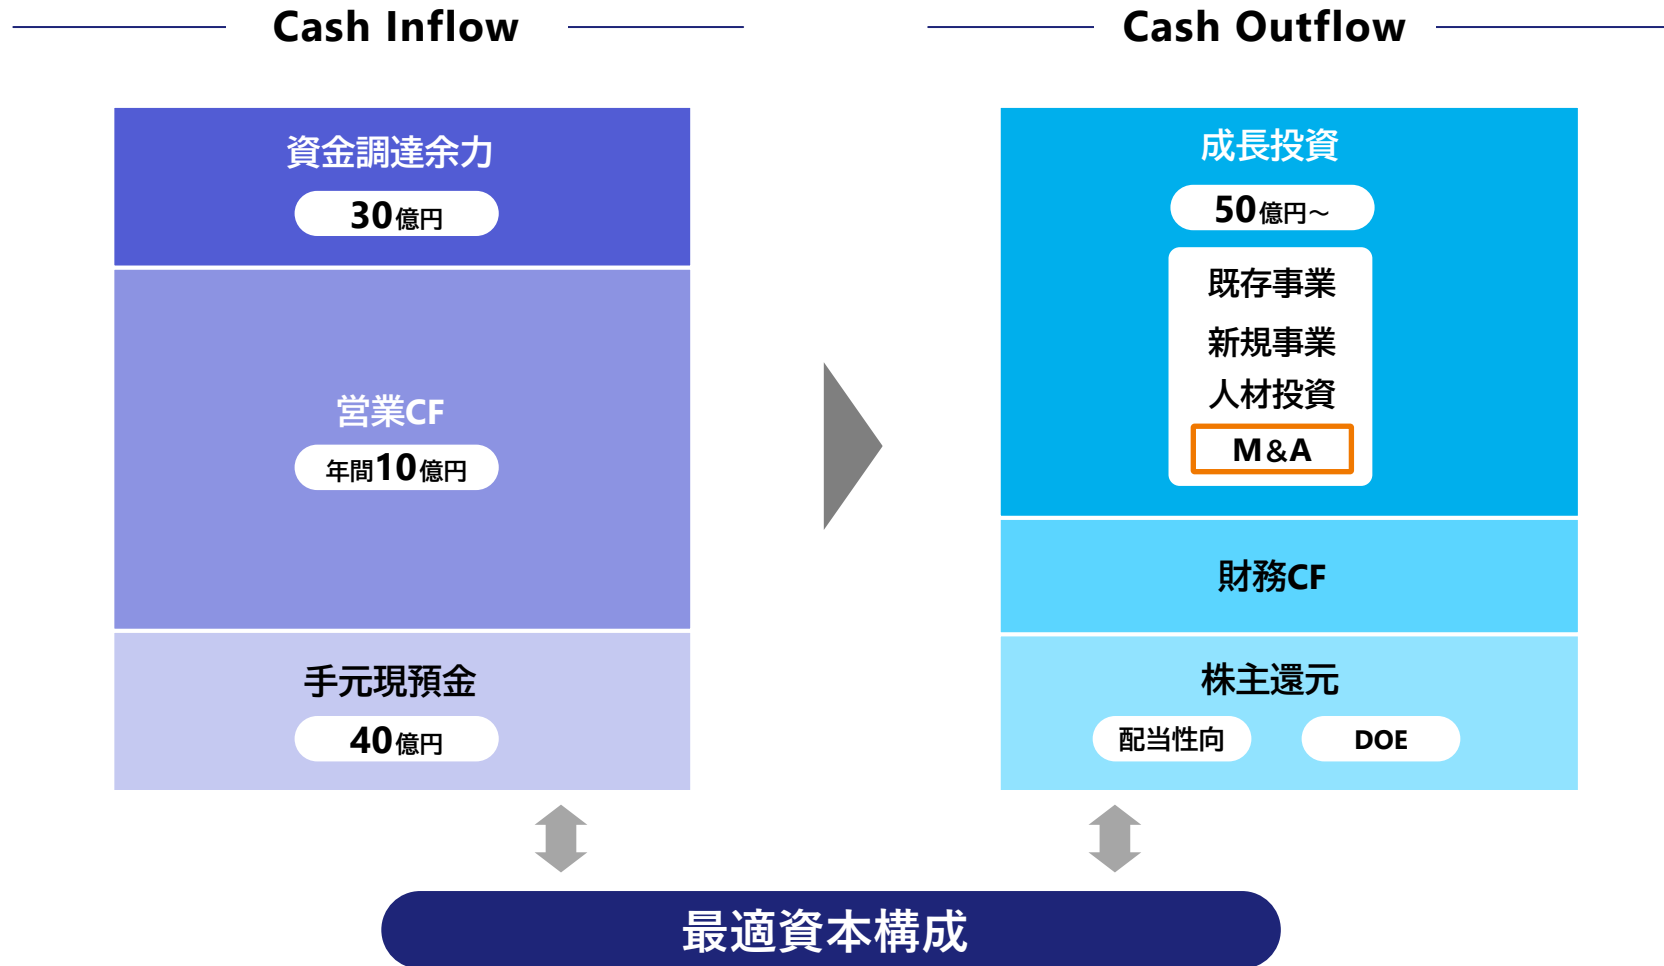 Cash Inflow
資金調達余力
30億円
営業CF
年間10億円
手元現預金
40億円
Cash Outflow
成長投資
50億円～
既存事業
新規事業
人材投資
M&A
財務CF
株主還元
配当性向
DOE
最適資本構成